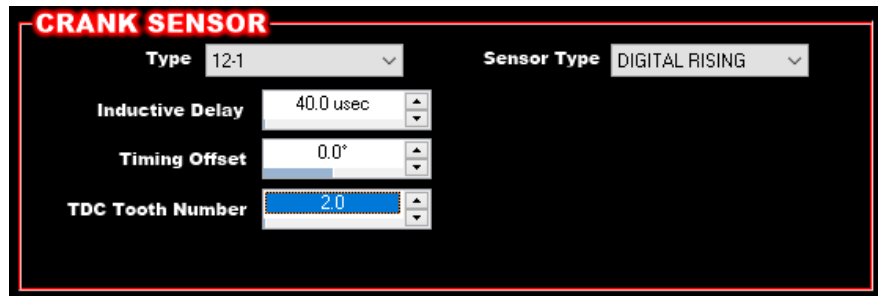 CRANK SENSOR
Type 12-1 Sensor Type DIGITAL RISING
Inductive Delay 40.0 usec
Timing Offset 0.0°
TDC Tooth Number 2.0